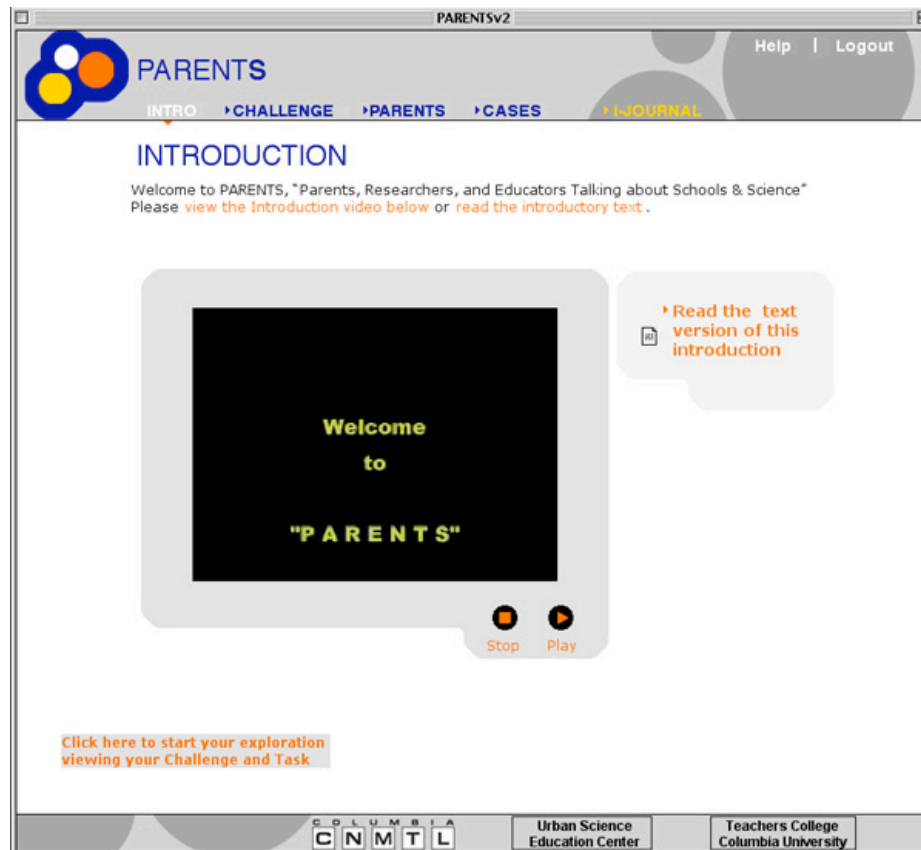 PARENTSv2
Help | Logout
PARENTS
INTRO CHALLENGE PARENTS CASES I-JOURNAL
INTRODUCTION
Welcome to PARENTS, "Parents, Researchers, and Educators Talking about Schools & Science"
Please view the Introduction video below or read the introductory text .
Read the text
version of this
introduction
Welcome
to
"P A R E N T S"
Stop Play
Click here to start your exploration
viewing your Challenge and Task
COLUMBIA
CNMTL
Urban Science
Education Center
Teachers College
Columbia University